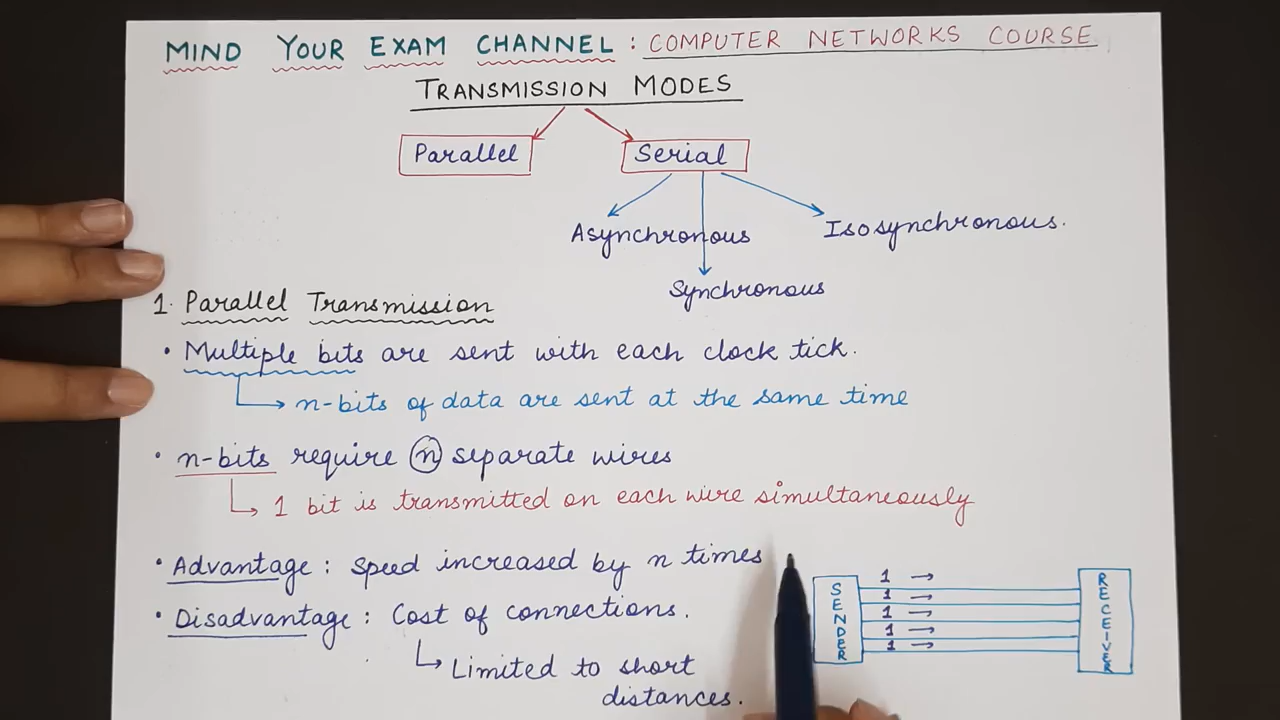 MIND YOUR EXAM CHANNEL : COMPUTER NETWORKS COURSE
TRANSMISSION MODES
Parallel
Serial
Asynchronous
Isosynchronous.
Synchronous
1. Parallel Transmission
• Multiple bits are sent with each clock tick.
n-bits of data are sent at the same time
• n-bits require n separate wires
1 bit is transmitted on each wire simultaneously
• Advantage : Speed increased by n times
• Disadvantage : Cost of connections.
Limited to short
distances.
SENDER
1
1
1
1
1
RECEIVER